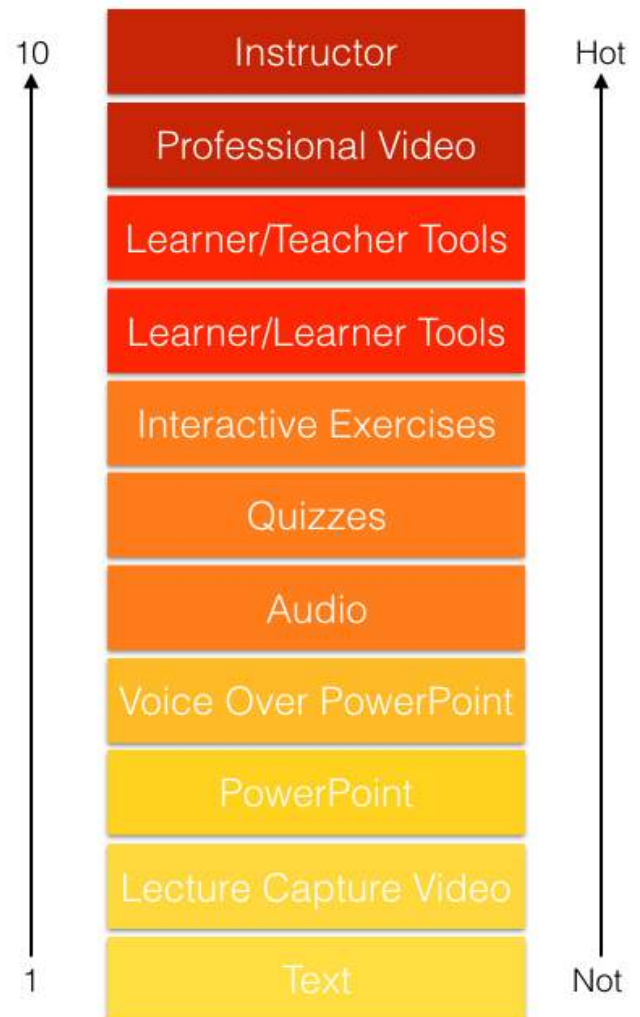 10
Instructor
Hot
Professional Video
Learner/Teacher Tools
Learner/Learner Tools
Interactive Exercises
Quizzes
Audio
Voice Over PowerPoint
PowerPoint
Lecture Capture Video
1
Text
Not